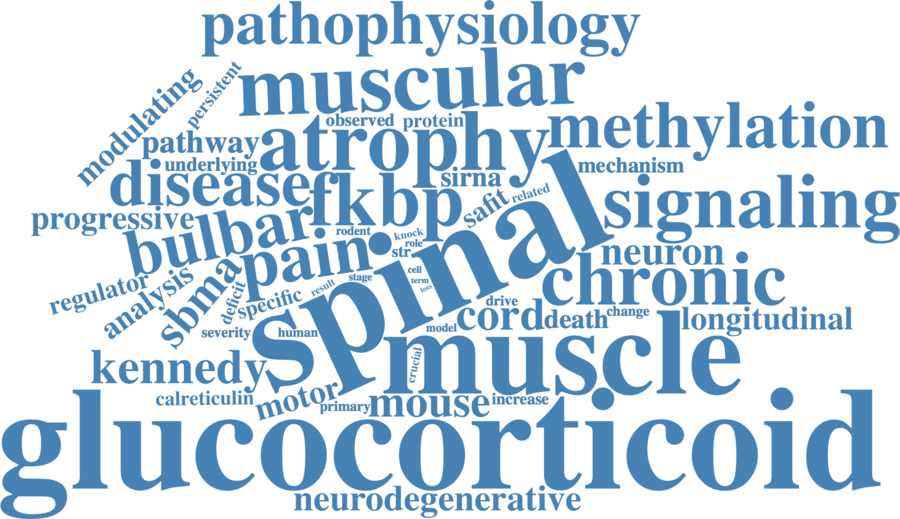 pathophysiology
muscular
modulating
persistent
observed
protein
methylation
pathway
atrophy
underlying
sirna
mechanism
disease
fkbp
safit
related
signaling
progressive
bulbar
rodent
knock
role
str
spinal
neuron
pain
chronic
regulator
analysis
sbma
deficit
specific
result
stage
cell
term
loss
drive
severity
human
model
cord
death
change
longitudinal
kennedy
muscle
crucial
calreticulin
motor
primary
mouse
increase
glucocorticoid
neurodegenerative